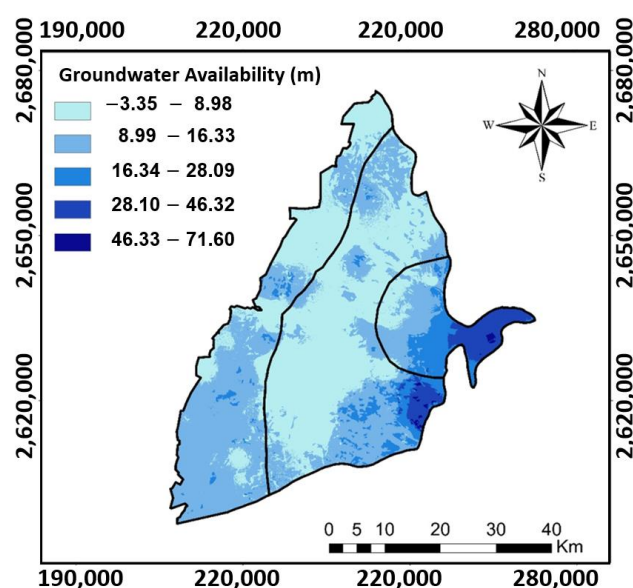 190,000 220,000 220,000 280,000
2,680,000 2,680,000
Groundwater Availability (m)
−3.35 – 8.98
8.99 – 16.33
16.34 – 28.09
28.10 – 46.32
46.33 – 71.60
N
W E
S
2,650,000 2,650,000
2,620,000 2,620,000
0 5 10 20 30 40
Km
190,000 220,000 220,000 280,000